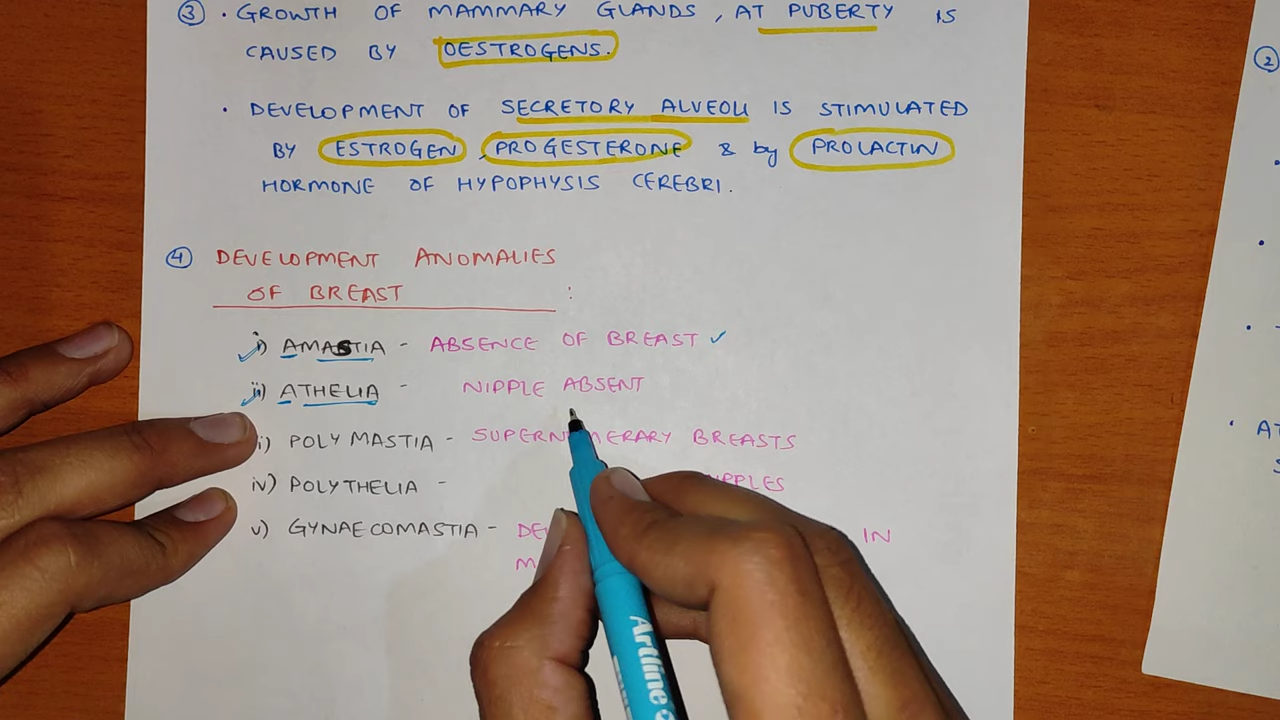 ③ • GROWTH OF MAMMARY GLANDS, AT PUBERTY IS
CAUSED BY OESTROGENS.
• DEVELOPMENT OF SECRETORY ALVEOLI IS STIMULATED
BY ESTROGEN, PROGESTERONE & by PROLACTIN
HORMONE OF HYPOPHYSIS CEREBRI.
④ DEVELOPMENT ANOMALIES
OF BREAST :
i) AMASTIA - ABSENCE OF BREAST ✓
ii) ATHELIA - NIPPLE ABSENT
POLYMASTIA - BREASTS
iv) POLYTHELIA -
v) GYNAECOMASTIA - IN
②
Artline